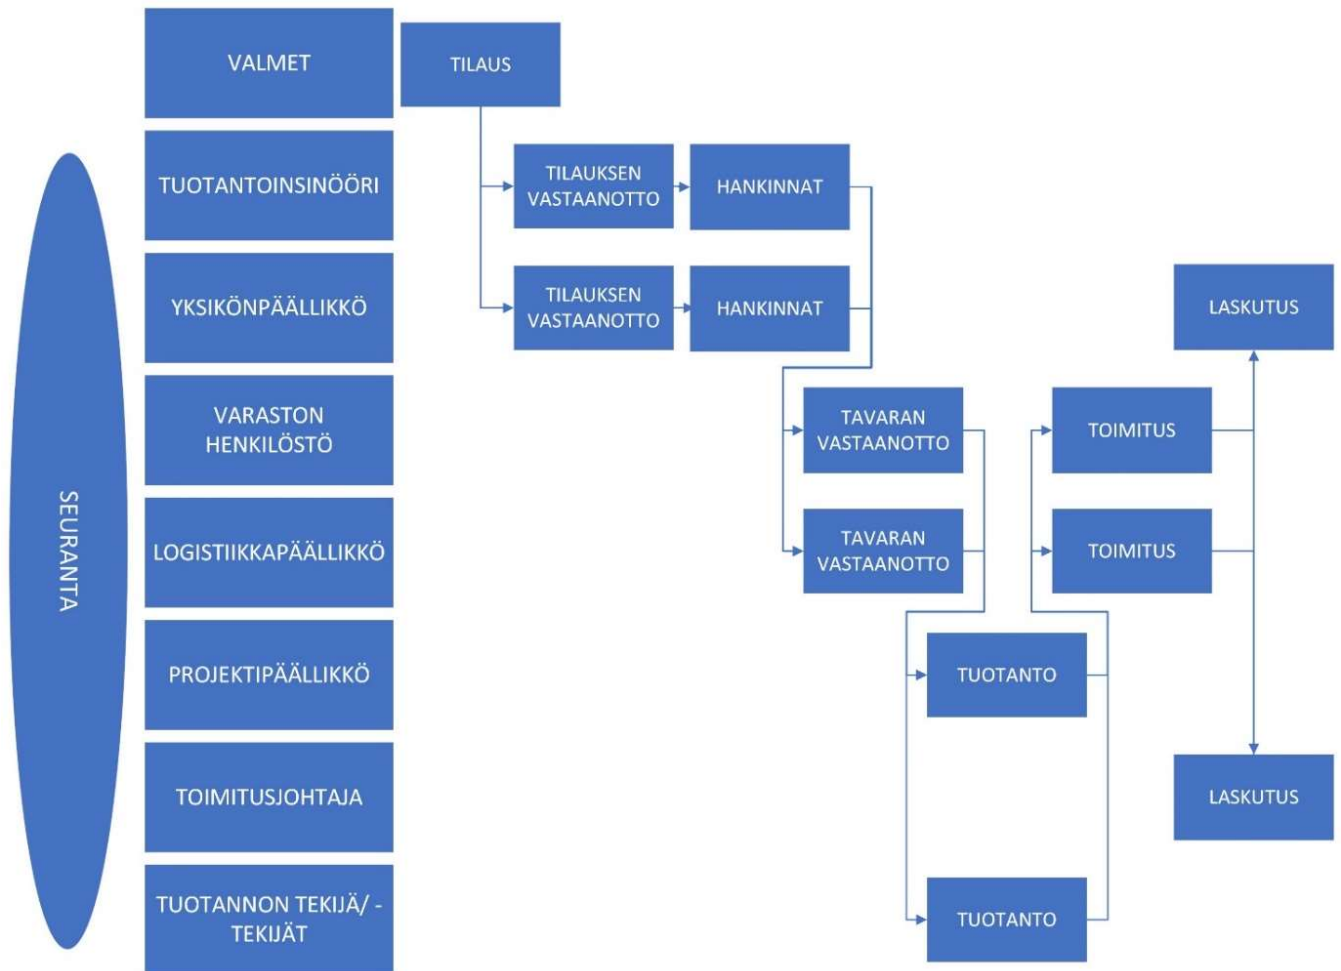 VALMET
TILAUS
TUOTANTOINSINÖÖRI
TILAUKSEN
VASTAANOTTO
HANKINNAT
YKSIKÖNPÄÄLLIKKÖ
TILAUKSEN
VASTAANOTTO
HANKINNAT
LASKUTUS
VARASTON
HENKILÖSTÖ
TAVARAN
VASTAANOTTO
TOIMITUS
SEURANTA
LOGISTIIKKAPÄÄLLIKKÖ
TAVARAN
VASTAANOTTO
TOIMITUS
PROJEKTIPÄÄLLIKKÖ
TUOTANTO
TOIMITUSJOHTAJA
LASKUTUS
TUOTANNON TEKIJÄ/ -
TEKIJÄT
TUOTANTO